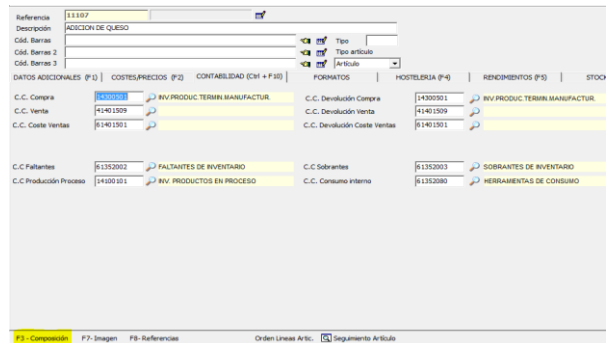 Referencia 11107
Descripción ADICION DE QUESO
Cód. Barras Tipo
Cód. Barras 2 Tipo artículo
Cód. Barras 3 Artículo
DATOS ADICIONALES (F1) COSTES/PRECIOS (F2) CONTABILIDAD (Ctrl + F10) FORMATOS HOSTELERIA (F4) RENDIMIENTOS (F5) STOCK
C.C. Compra 14300501 INV.PRODUC.TERMIN.MANUFACTUR. C.C. Devolución Compra 14300501 INV.PRODUC.TERMIN.MANUFACTUR.
C.C. Venta 41401509 C.C. Devolución Venta 41401509
C.C. Coste Ventas 61401501 C.C. Devolución Coste Ventas 61401501
C.C Faltantes 61352002 FALTANTES DE INVENTARIO C.C Sobrantes 61352003 SOBRANTES DE INVENTARIO
C.C Producción Proceso 14100101 INV. PRODUCTOS EN PROCESO C.C. Consumo interno 61352080 HERRAMIENTAS DE CONSUMO
F3 - Composición F7- Imagen F8- Referencias Orden Lineas Artic. Seguimiento Artículo